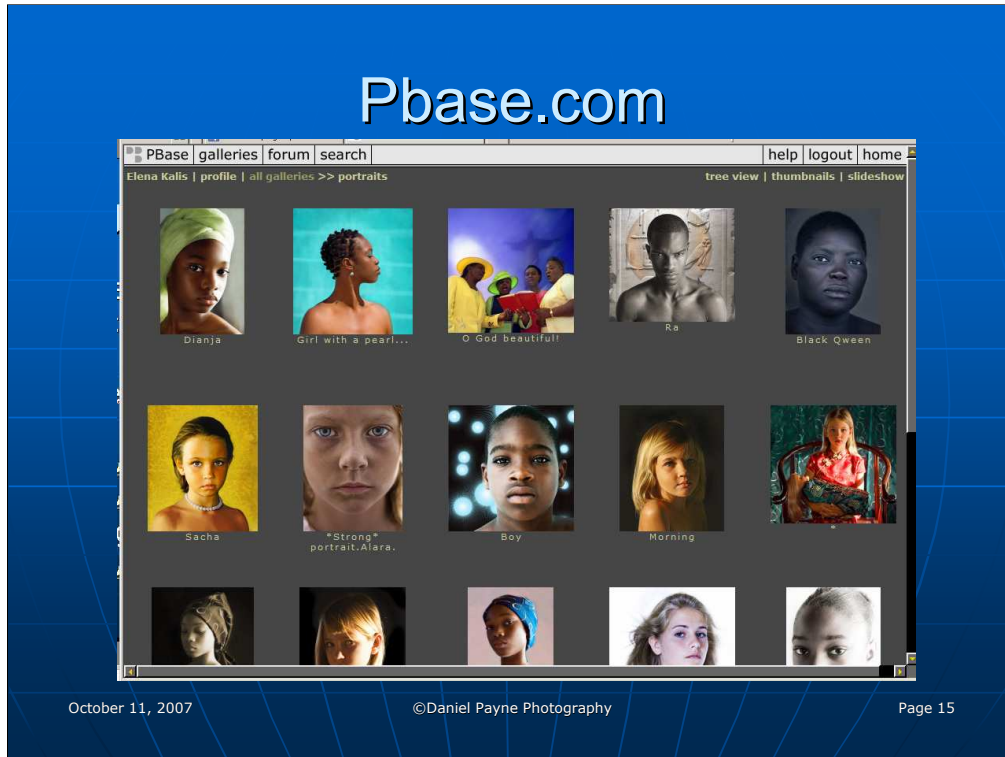 Pbase.com
PBase galleries forum search help logout home
Elena Kalis | profile | all galleries >> portraits tree view | thumbnails | slideshow
Dianja
Girl with a pearl...
O God beautiful!
Ra
Black Qween
Sacha
*Strong*
portrait.Alara.
Boy
Morning
*
October 11, 2007 ©Daniel Payne Photography Page 15